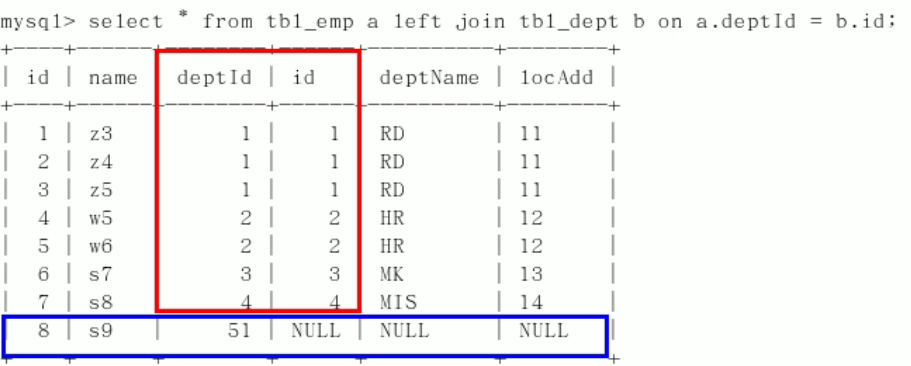 mysql> select * from tbl_emp a left join tbl_dept b on a.deptId = b.id;
+----+------+--------+------+----------+--------+
| id | name | deptId | id | deptName | locAdd |
+----+------+--------+------+----------+--------+
| 1 | z3 | 1 | 1 | RD | 11 |
| 2 | z4 | 1 | 1 | RD | 11 |
| 3 | z5 | 1 | 1 | RD | 11 |
| 4 | w5 | 2 | 2 | HR | 12 |
| 5 | w6 | 2 | 2 | HR | 12 |
| 6 | s7 | 3 | 3 | MK | 13 |
| 7 | s8 | 4 | 4 | MIS | 14 |
| 8 | s9 | 51 | NULL | NULL | NULL |
+----+------+--------+------+----------+--------+